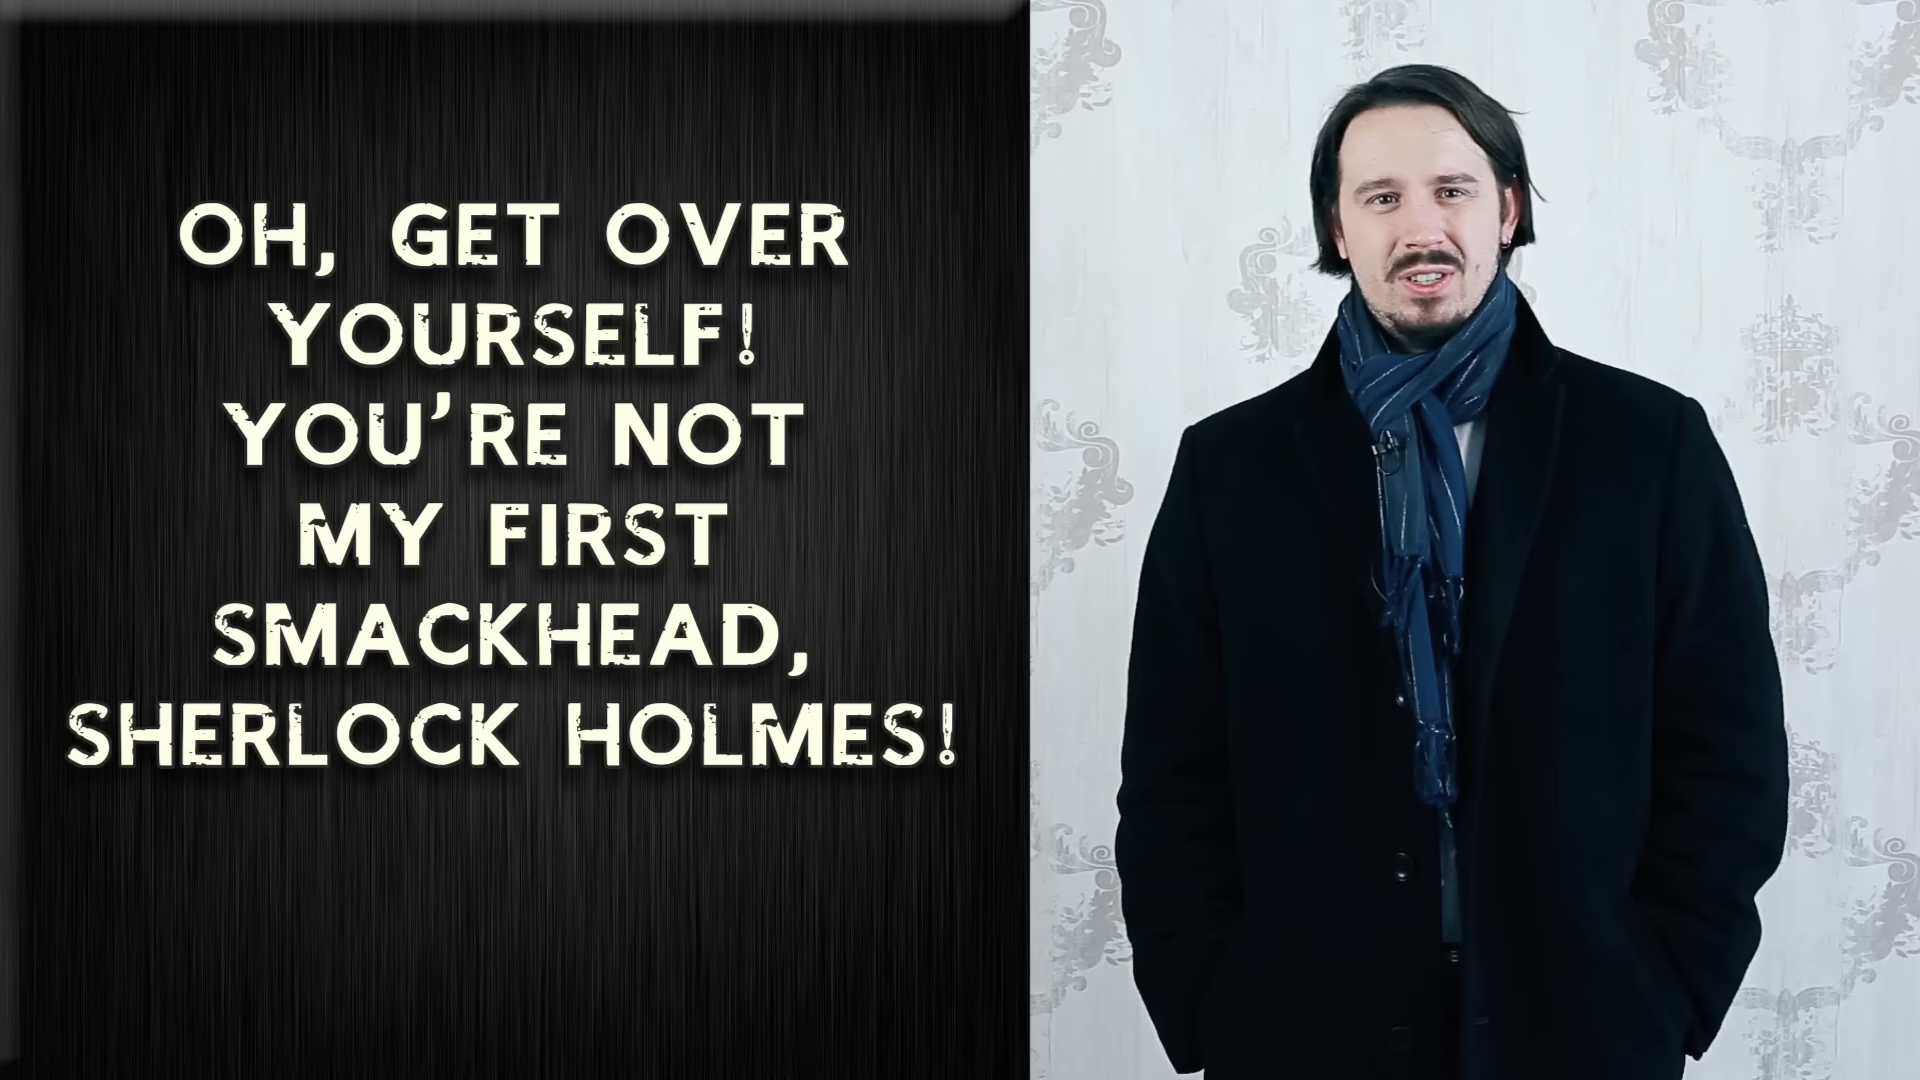 OH, GET OVER
YOURSELF!
YOU'RE NOT
MY FIRST
SMACKHEAD,
SHERLOCK HOLMES!